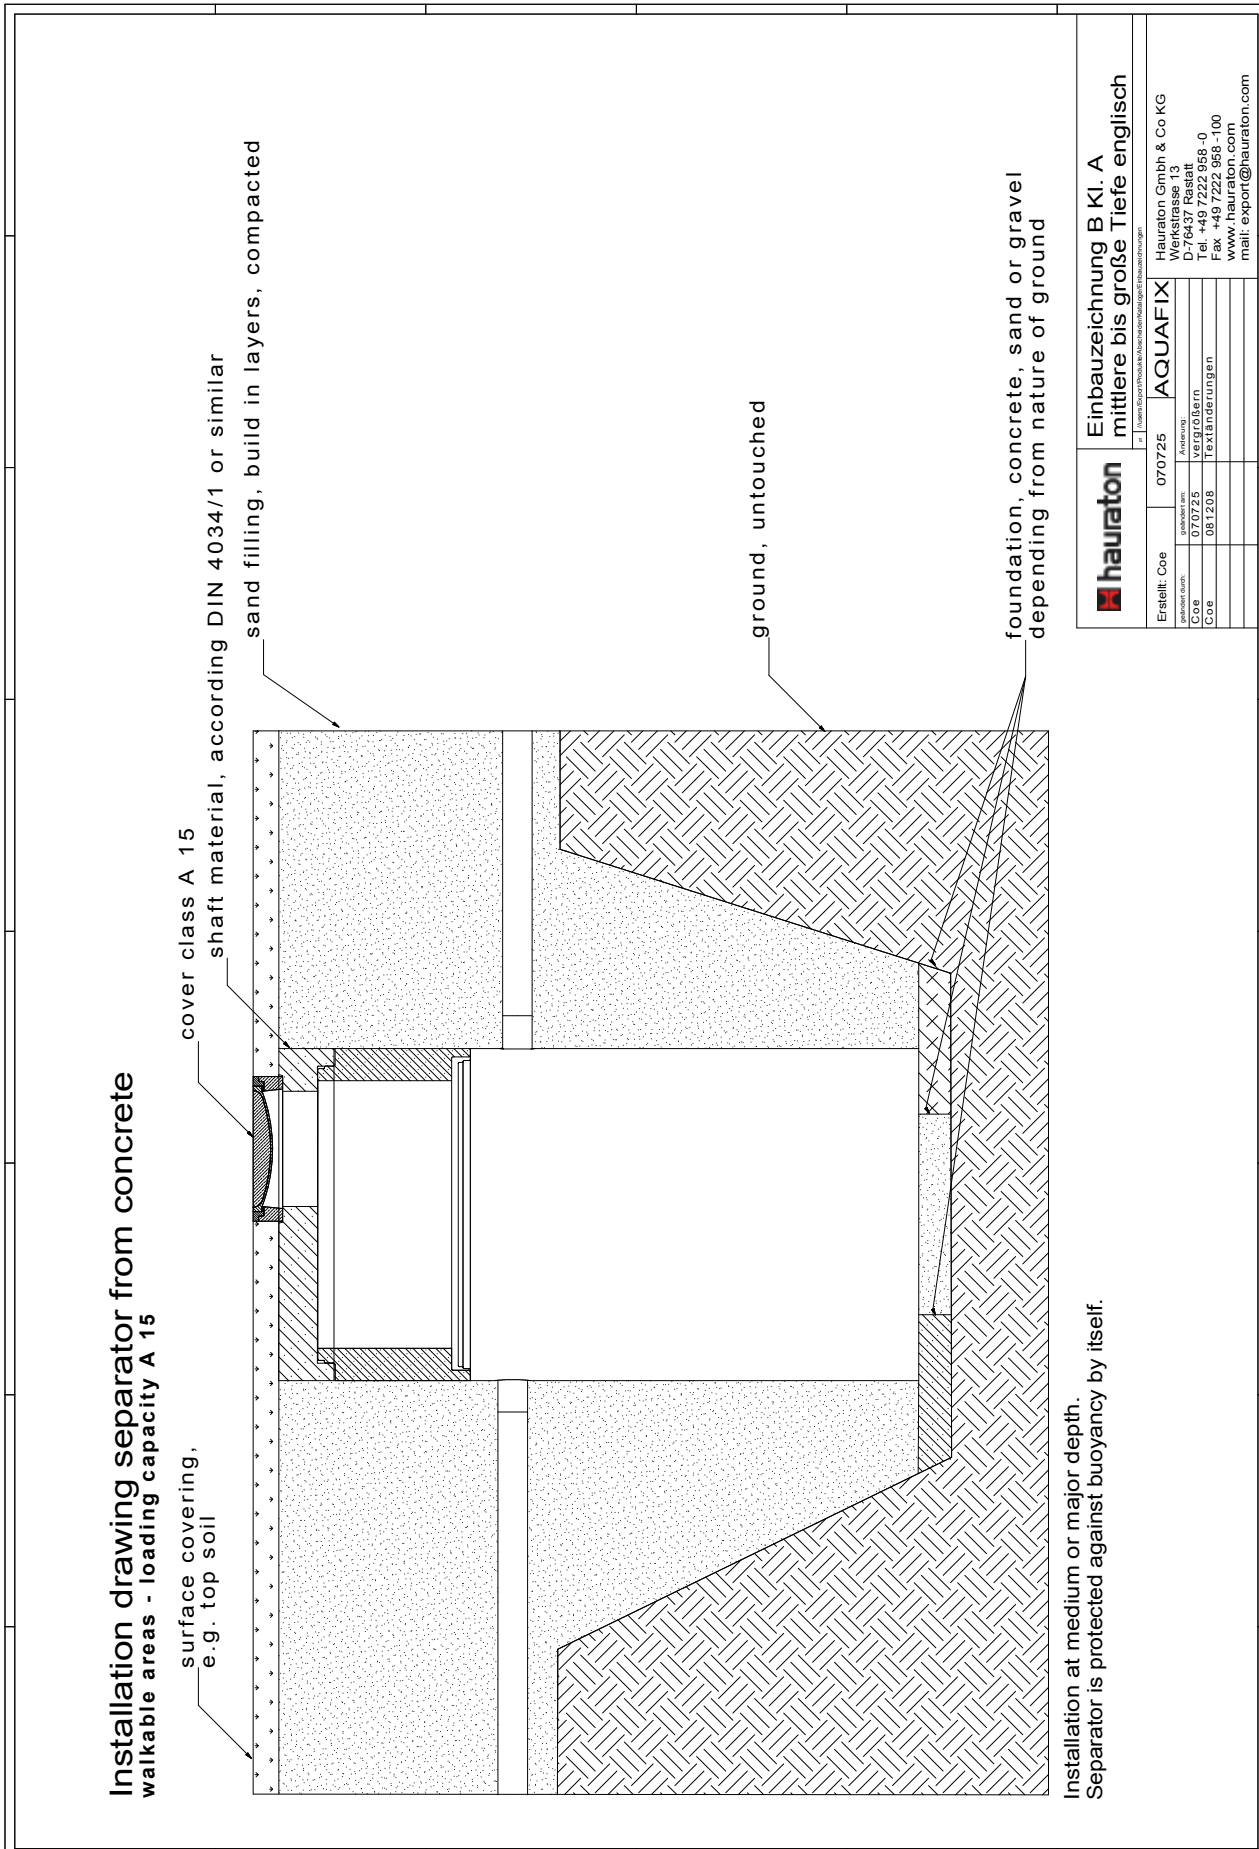 Installation drawing separator from concrete
walkable areas - loading capacity A 15
surface covering,
e.g. top soil
cover class A 15
shaft material, according DIN 4034/1 or similar
sand filling, build in layers, compacted
ground, untouched
foundation, concrete, sand or gravel
depending from nature of ground
Installation at medium or major depth.
Separator is protected against buoyancy by itself.
hauraton
Einbauzeichnung B Kl. A
mittlere bis große Tiefe englisch
Erstellt: Coe
070725
AQUAFIX
geändert durch:
geändert am:
Änderung:
Coe
070725
vergrößern
Coe
081208
Textänderungen
Hauraton Gmbh & Co KG
Werkstrasse 13
D-76437 Rastatt
Tel. +49 7222 958 -0
Fax +49 7222 958 -100
www.hauraton.com
mail: export@hauraton.com